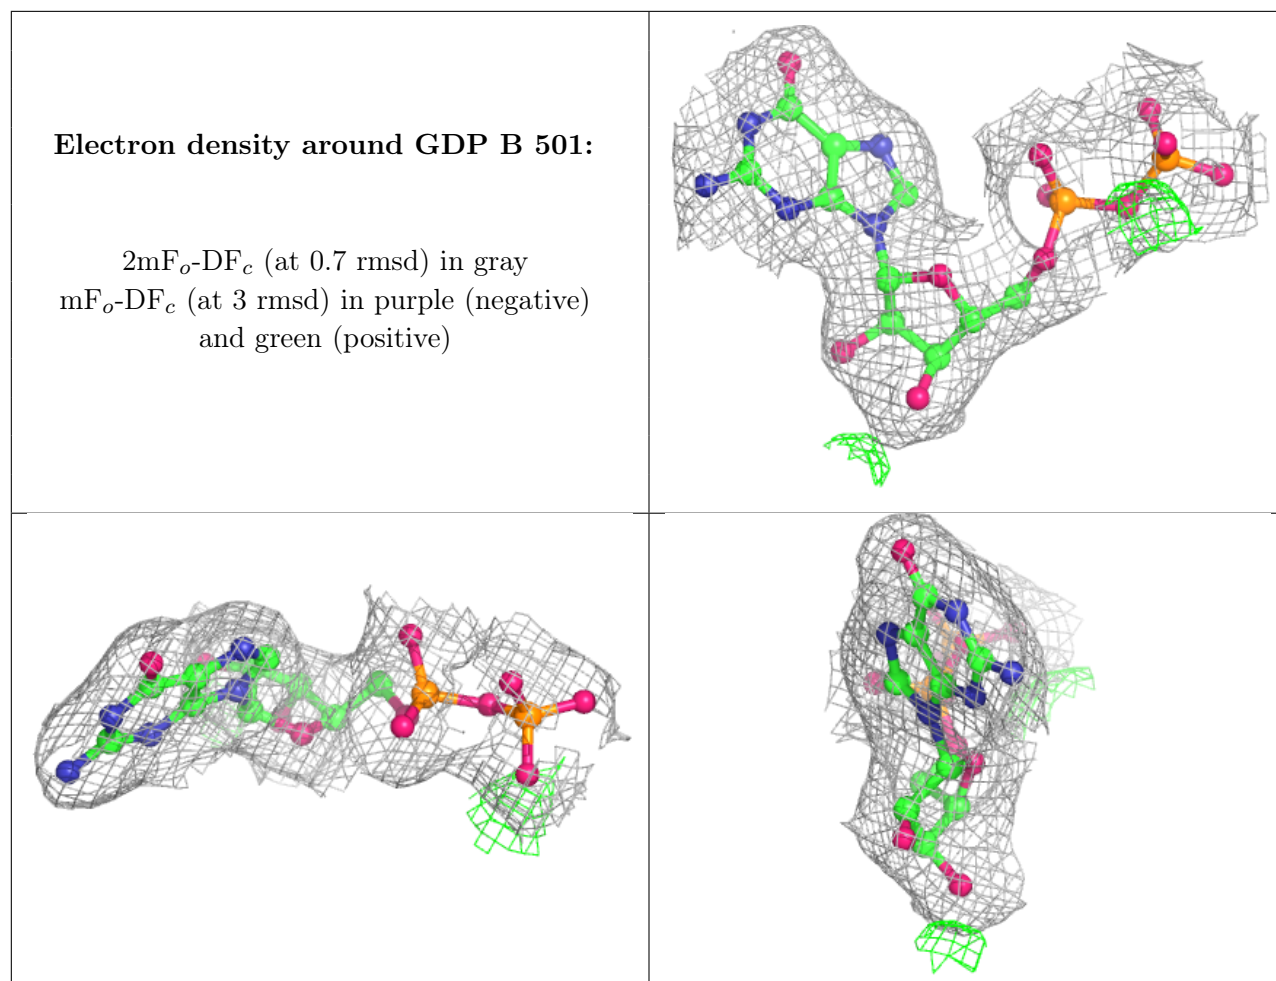 Electron density around GDP B 501:
2mFₒ-DF𝒸 (at 0.7 rmsd) in gray
mFₒ-DF𝒸 (at 3 rmsd) in purple (negative)
and green (positive)